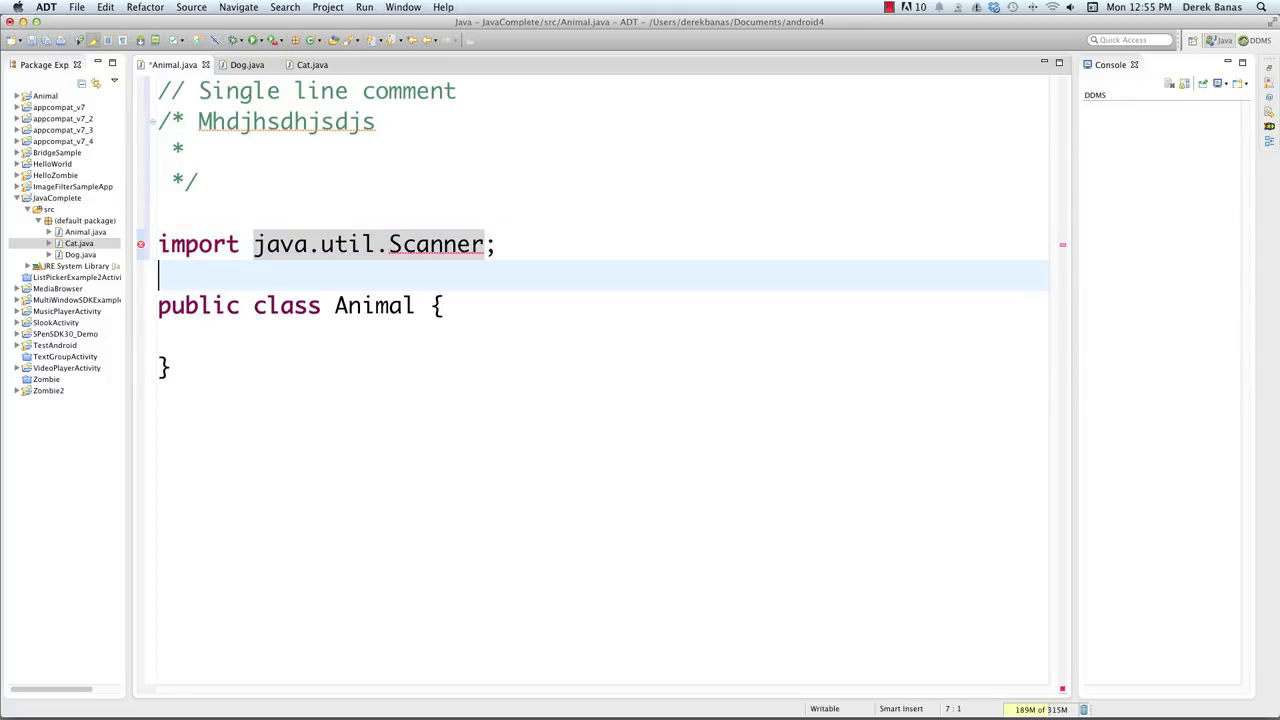 ADT File Edit Refactor Source Navigate Search Project Run Window Help 10 Mon 12:55 PM Derek Banas
Java - JavaComplete/src/Animal.java - ADT - /Users/derekbanas/Documents/android4
Quick Access Java DDMS
Package Exp *Animal.java Dog.java Cat.java Console
DDMS
Animal
appcompat_v7
appcompat_v7_2
appcompat_v7_3
appcompat_v7_4
BridgeSample
HelloWorld
HelloZombie
ImageFilterSampleApp
JavaComplete
src
(default package)
Animal.java
Cat.java
Dog.java
JRE System Library [Ja
ListPickerExample2Activi
MediaBrowser
MultiWindowSDKExample
MusicPlayerActivity
SlookActivity
SPenSDK30_Demo
TestAndroid
TextGroupActivity
VideoPlayerActivity
Zombie
Zombie2
// Single line comment
/* Mhdjhsdhjsdjs
*
*/
import java.util.Scanner;
public class Animal {
}
Writable Smart Insert 7 : 1 189M of 315M